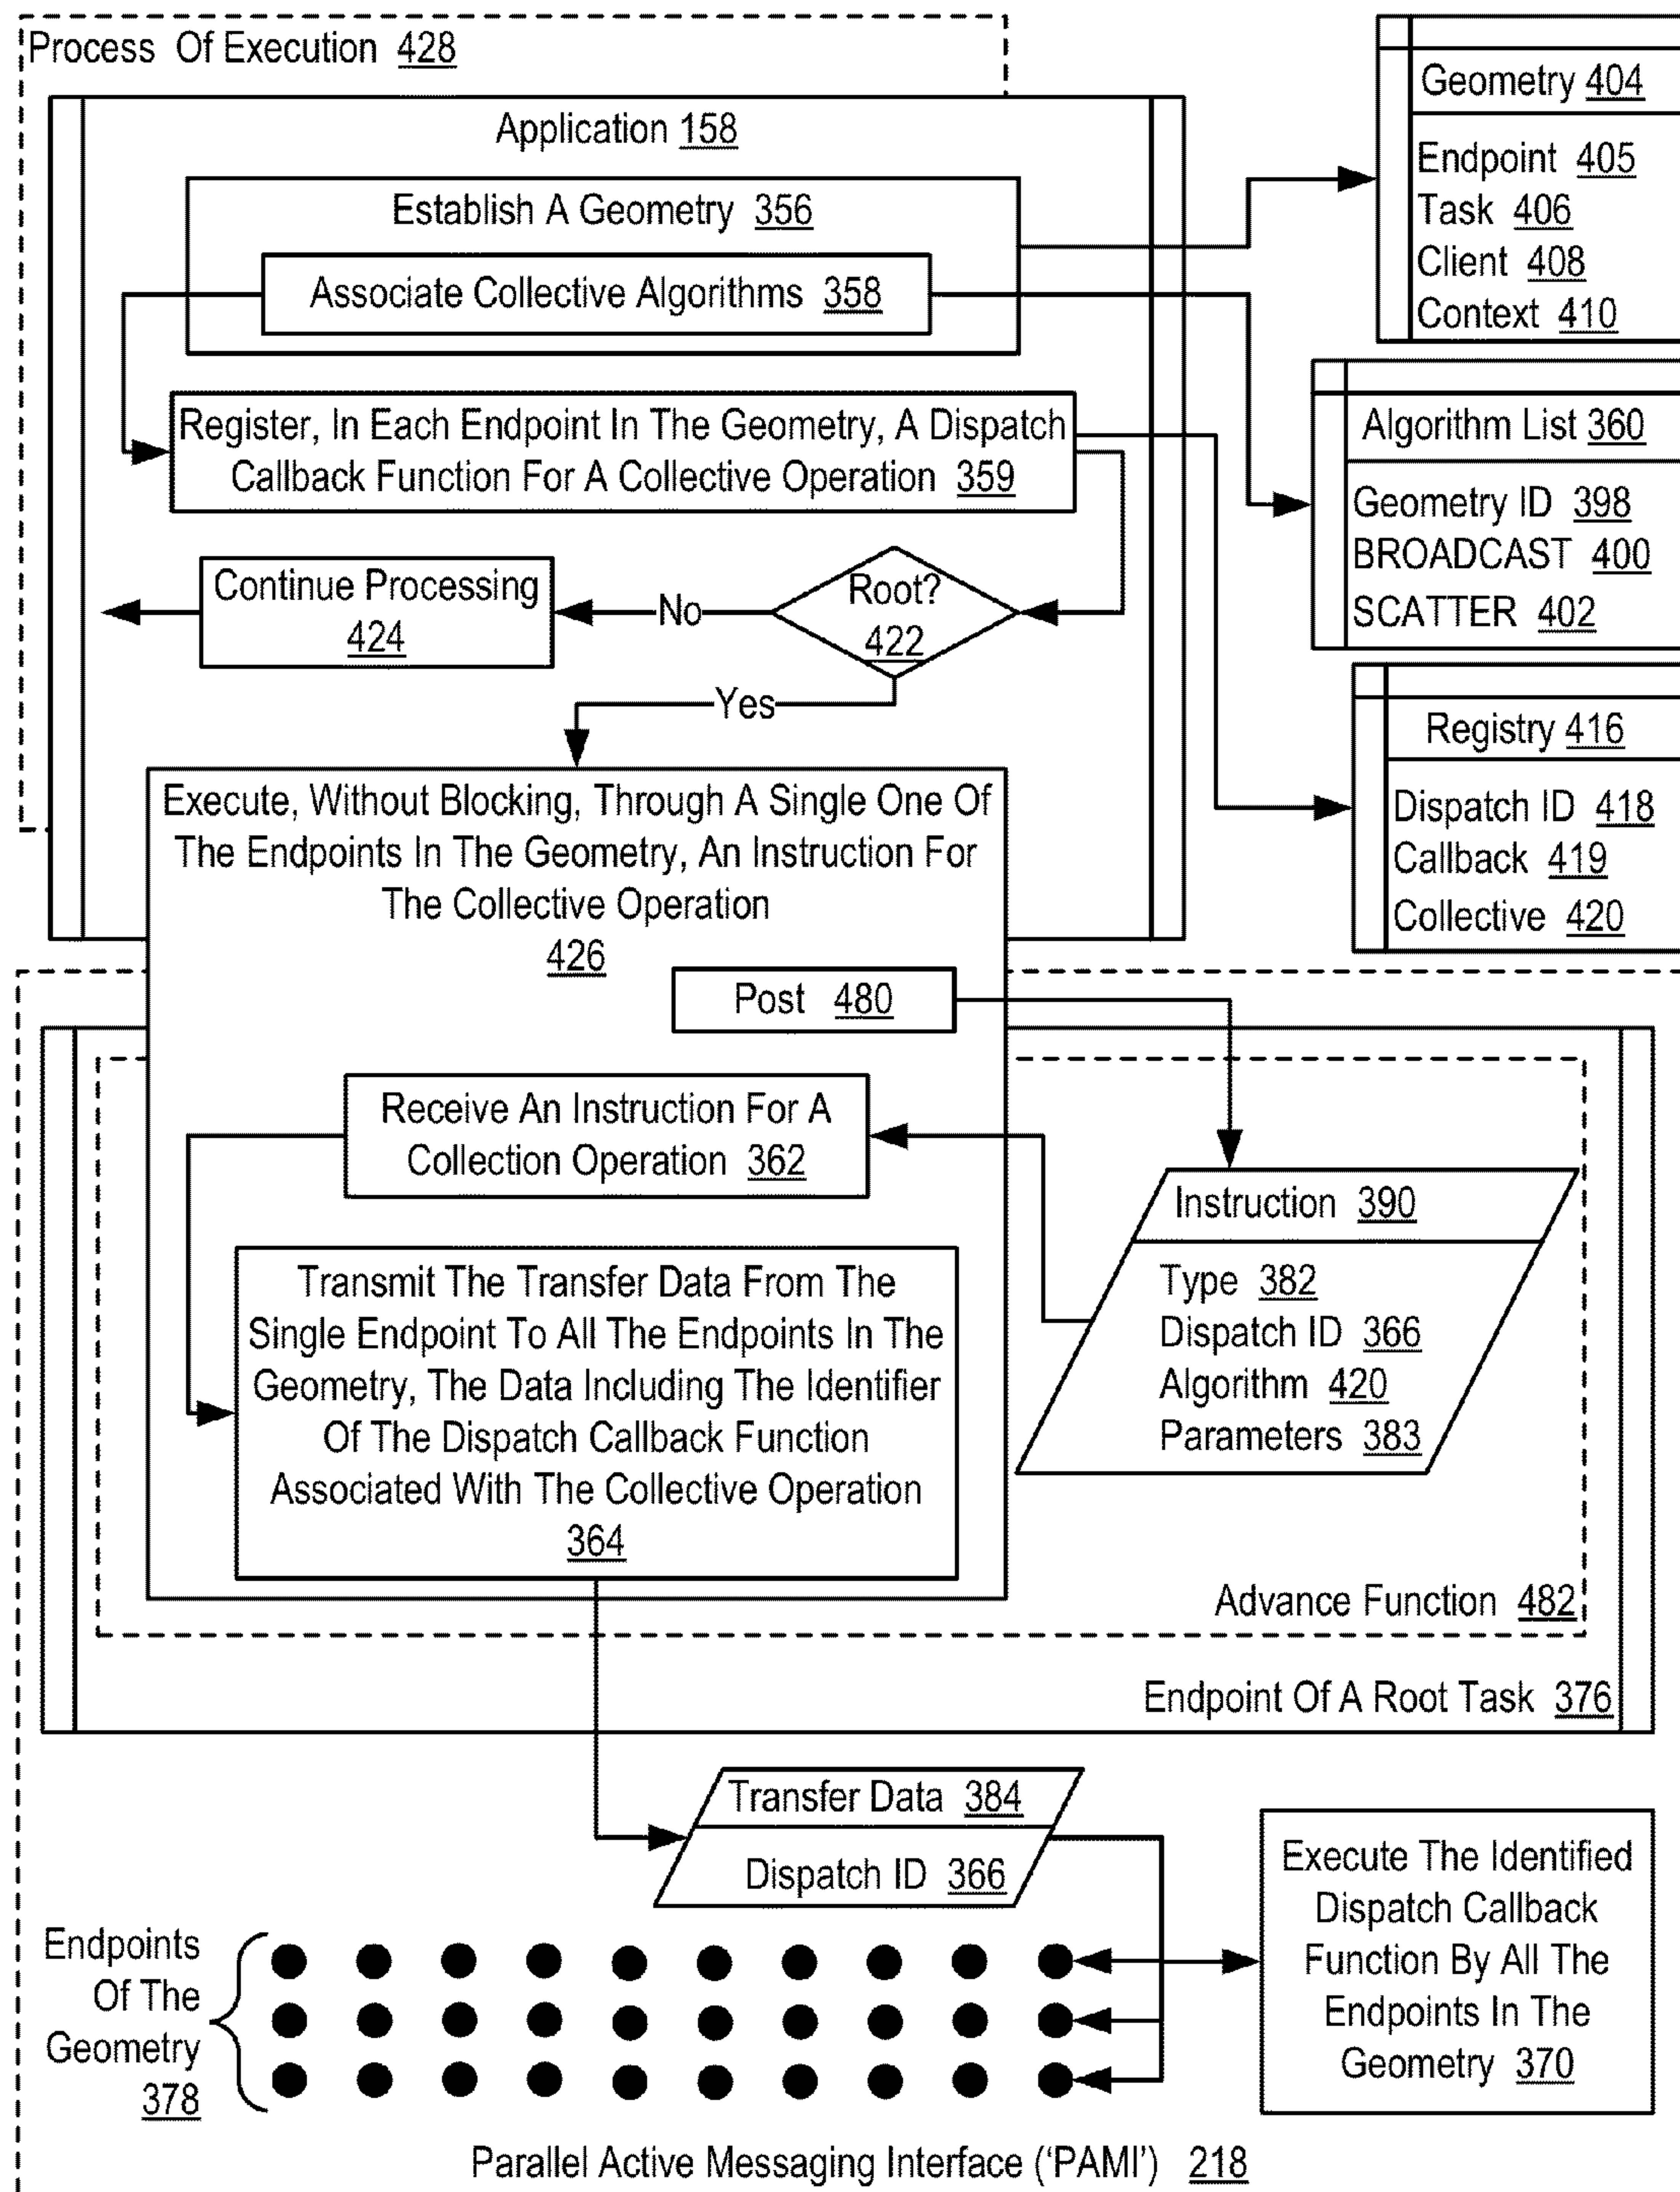 Process Of Execution 428
Application 158
Establish A Geometry 356
Associate Collective Algorithms 358
Register, In Each Endpoint In The Geometry, A Dispatch
Callback Function For A Collective Operation 359
Continue Processing
424
No
Root?
422
Yes
Geometry 404
Endpoint 405
Task 406
Client 408
Context 410
Algorithm List 360
Geometry ID 398
BROADCAST 400
SCATTER 402
Registry 416
Dispatch ID 418
Callback 419
Collective 420
Execute, Without Blocking, Through A Single One Of
The Endpoints In The Geometry, An Instruction For
The Collective Operation
426
Post 480
Receive An Instruction For A
Collection Operation 362
Instruction 390
Type 382
Dispatch ID 366
Algorithm 420
Parameters 383
Transmit The Transfer Data From The
Single Endpoint To All The Endpoints In The
Geometry, The Data Including The Identifier
Of The Dispatch Callback Function
Associated With The Collective Operation
364
Advance Function 482
Endpoint Of A Root Task 376
Transfer Data 384
Dispatch ID 366
Endpoints
Of The
Geometry
378
Execute The Identified
Dispatch Callback
Function By All The
Endpoints In The
Geometry 370
Parallel Active Messaging Interface (‘PAMI’) 218